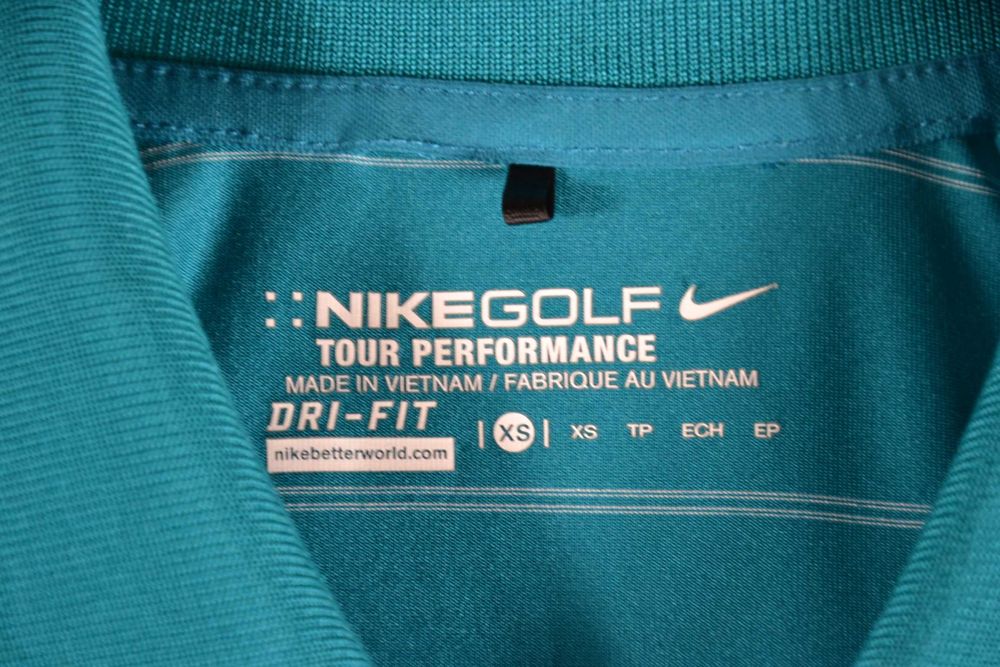 NIKEGOLF
TOUR PERFORMANCE
MADE IN VIETNAM / FABRIQUE AU VIETNAM
DRI-FIT
nikebetterworld.com
XS XS TP ECH EP